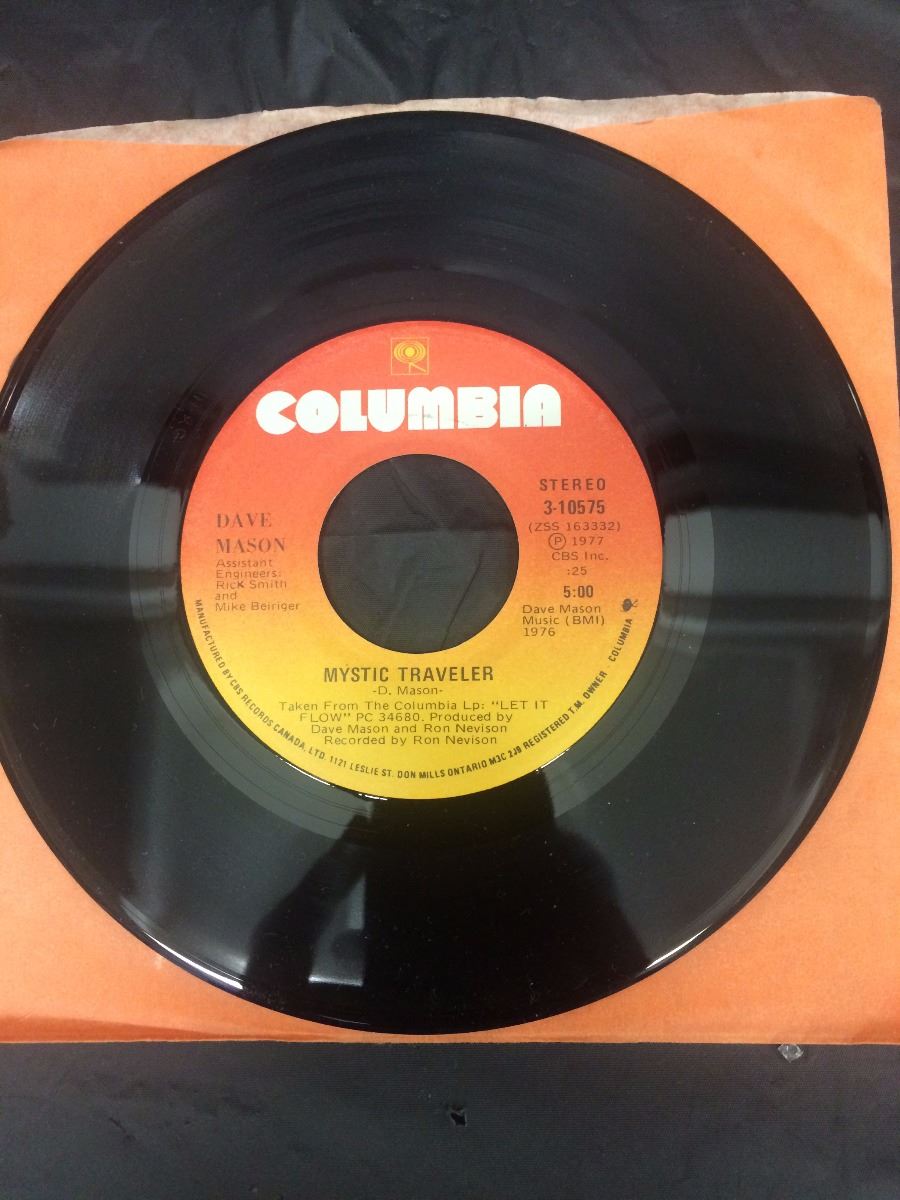 COLUMBIA
DAVE
MASON
Assistant
Engineers:
Rick Smith
and
Mike Beiriger
STEREO
3-10575
(ZSS 163332)
Ⓟ 1977
CBS Inc.
:25
5:00
Dave Mason
Music (BMI)
1976
MYSTIC TRAVELER
-D. Mason-
Taken From The Columbia Lp: "LET IT
FLOW" PC 34680. Produced by
Dave Mason and Ron Nevison
Recorded by Ron Nevison
MANUFACTURED BY CBS RECORDS CANADA, LTD. 1121 LESLIE ST. DON MILLS ONTARIO M3C 2J9 REGISTERED T.M. OWNER - COLUMBIA